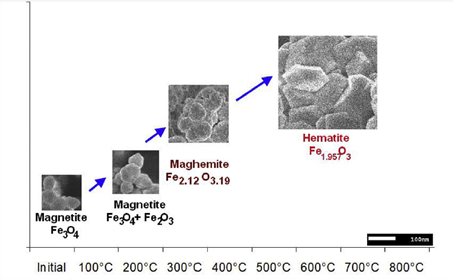 Hematite
Fe1.957O3
Maghemite
Fe2.12 O3.19
Magnetite
Fe3O4+ Fe2O3
Magnetite
Fe3O4
100nm
Initial 100°C 200°C 300°C 400°C 500°C 600°C 700°C 800°C